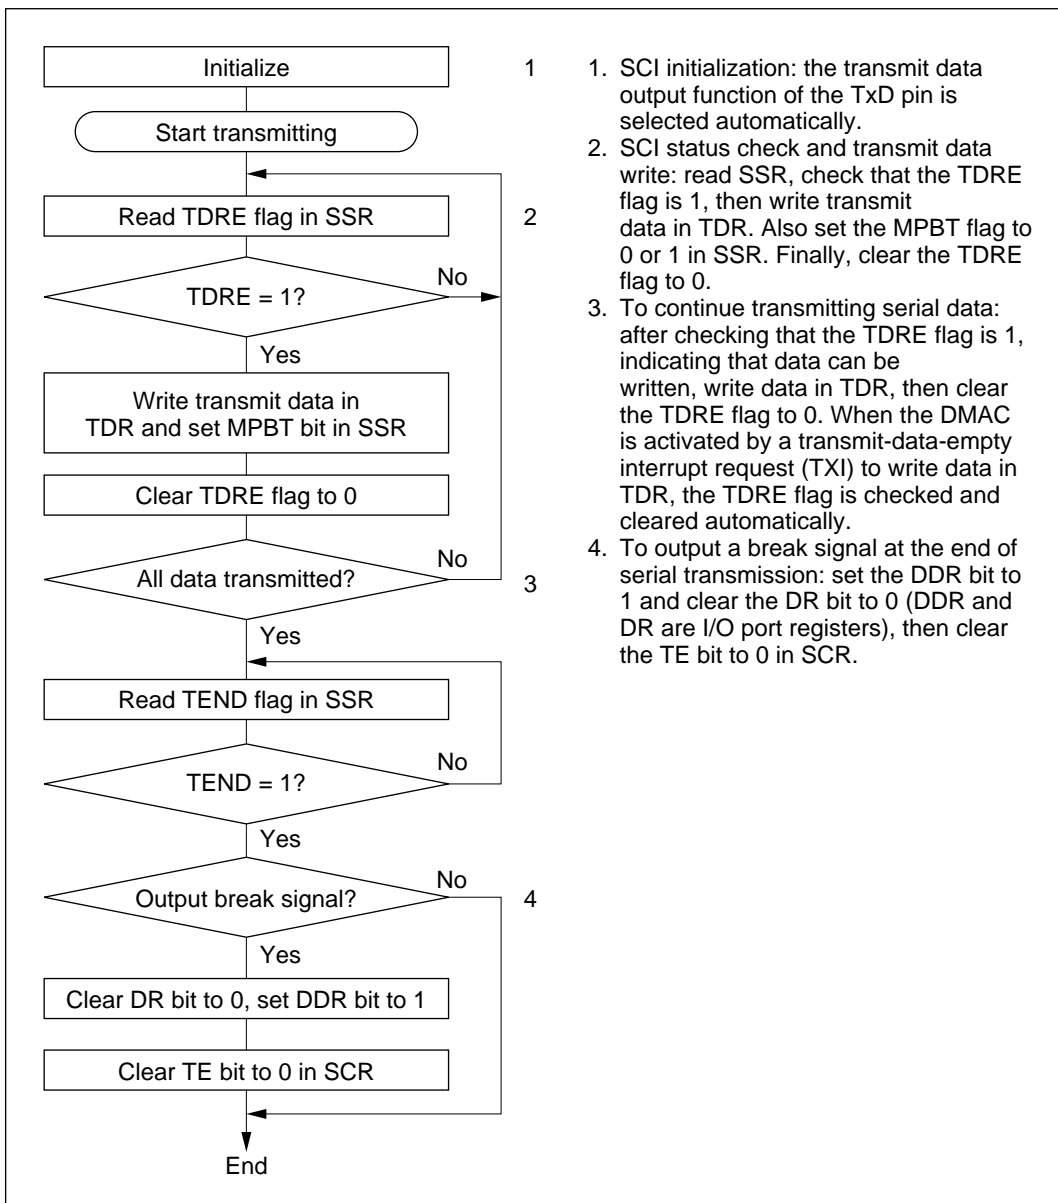 Initialize
1
Start transmitting
Read TDRE flag in SSR
2
TDRE = 1?
No
Yes
Write transmit data in
TDR and set MPBT bit in SSR
Clear TDRE flag to 0
All data transmitted?
No
3
Yes
Read TEND flag in SSR
TEND = 1?
No
Yes
Output break signal?
No
4
Yes
Clear DR bit to 0, set DDR bit to 1
Clear TE bit to 0 in SCR
End
1. SCI initialization: the transmit data
output function of the TxD pin is
selected automatically.
2. SCI status check and transmit data
write: read SSR, check that the TDRE
flag is 1, then write transmit
data in TDR. Also set the MPBT flag to
0 or 1 in SSR. Finally, clear the TDRE
flag to 0.
3. To continue transmitting serial data:
after checking that the TDRE flag is 1,
indicating that data can be
written, write data in TDR, then clear
the TDRE flag to 0. When the DMAC
is activated by a transmit-data-empty
interrupt request (TXI) to write data in
TDR, the TDRE flag is checked and
cleared automatically.
4. To output a break signal at the end of
serial transmission: set the DDR bit to
1 and clear the DR bit to 0 (DDR and
DR are I/O port registers), then clear
the TE bit to 0 in SCR.